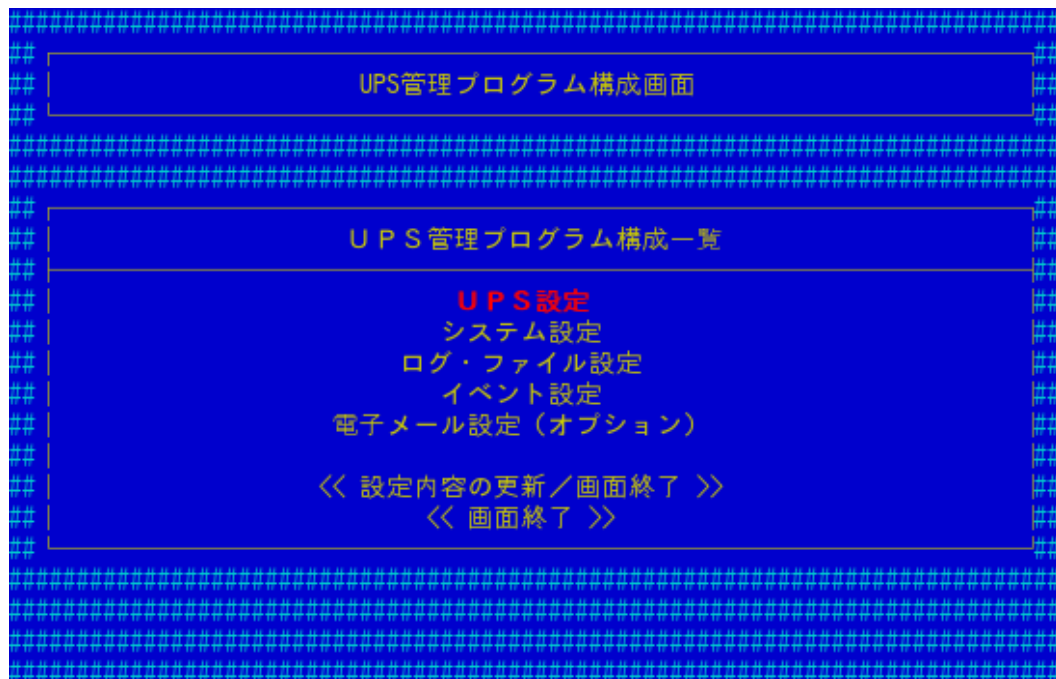 UPS管理プログラム構成画面
ＵＰＳ管理プログラム構成一覧
ＵＰＳ設定
システム設定
ログ・ファイル設定
イベント設定
電子メール設定（オプション）
<< 設定内容の更新／画面終了 >>
<< 画面終了 >>